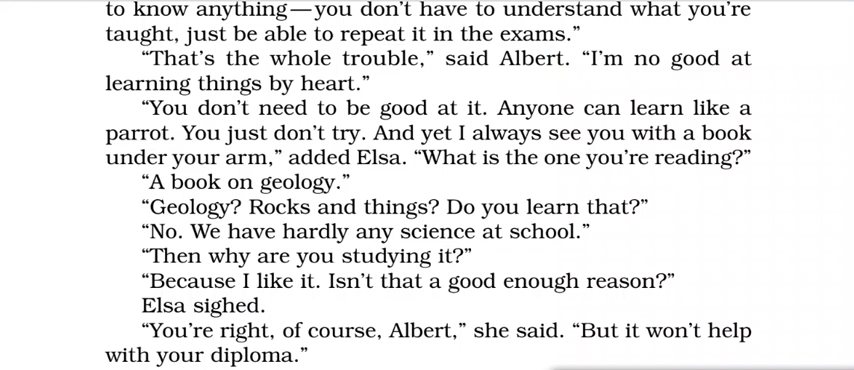 to know anything—you don’t have to understand what you’re
taught, just be able to repeat it in the exams.”
“That’s the whole trouble,” said Albert. “I’m no good at
learning things by heart.”
“You don’t need to be good at it. Anyone can learn like a
parrot. You just don’t try. And yet I always see you with a book
under your arm,” added Elsa. “What is the one you’re reading?”
“A book on geology.”
“Geology? Rocks and things? Do you learn that?”
“No. We have hardly any science at school.”
“Then why are you studying it?”
“Because I like it. Isn’t that a good enough reason?”
Elsa sighed.
“You’re right, of course, Albert,” she said. “But it won’t help
with your diploma.”